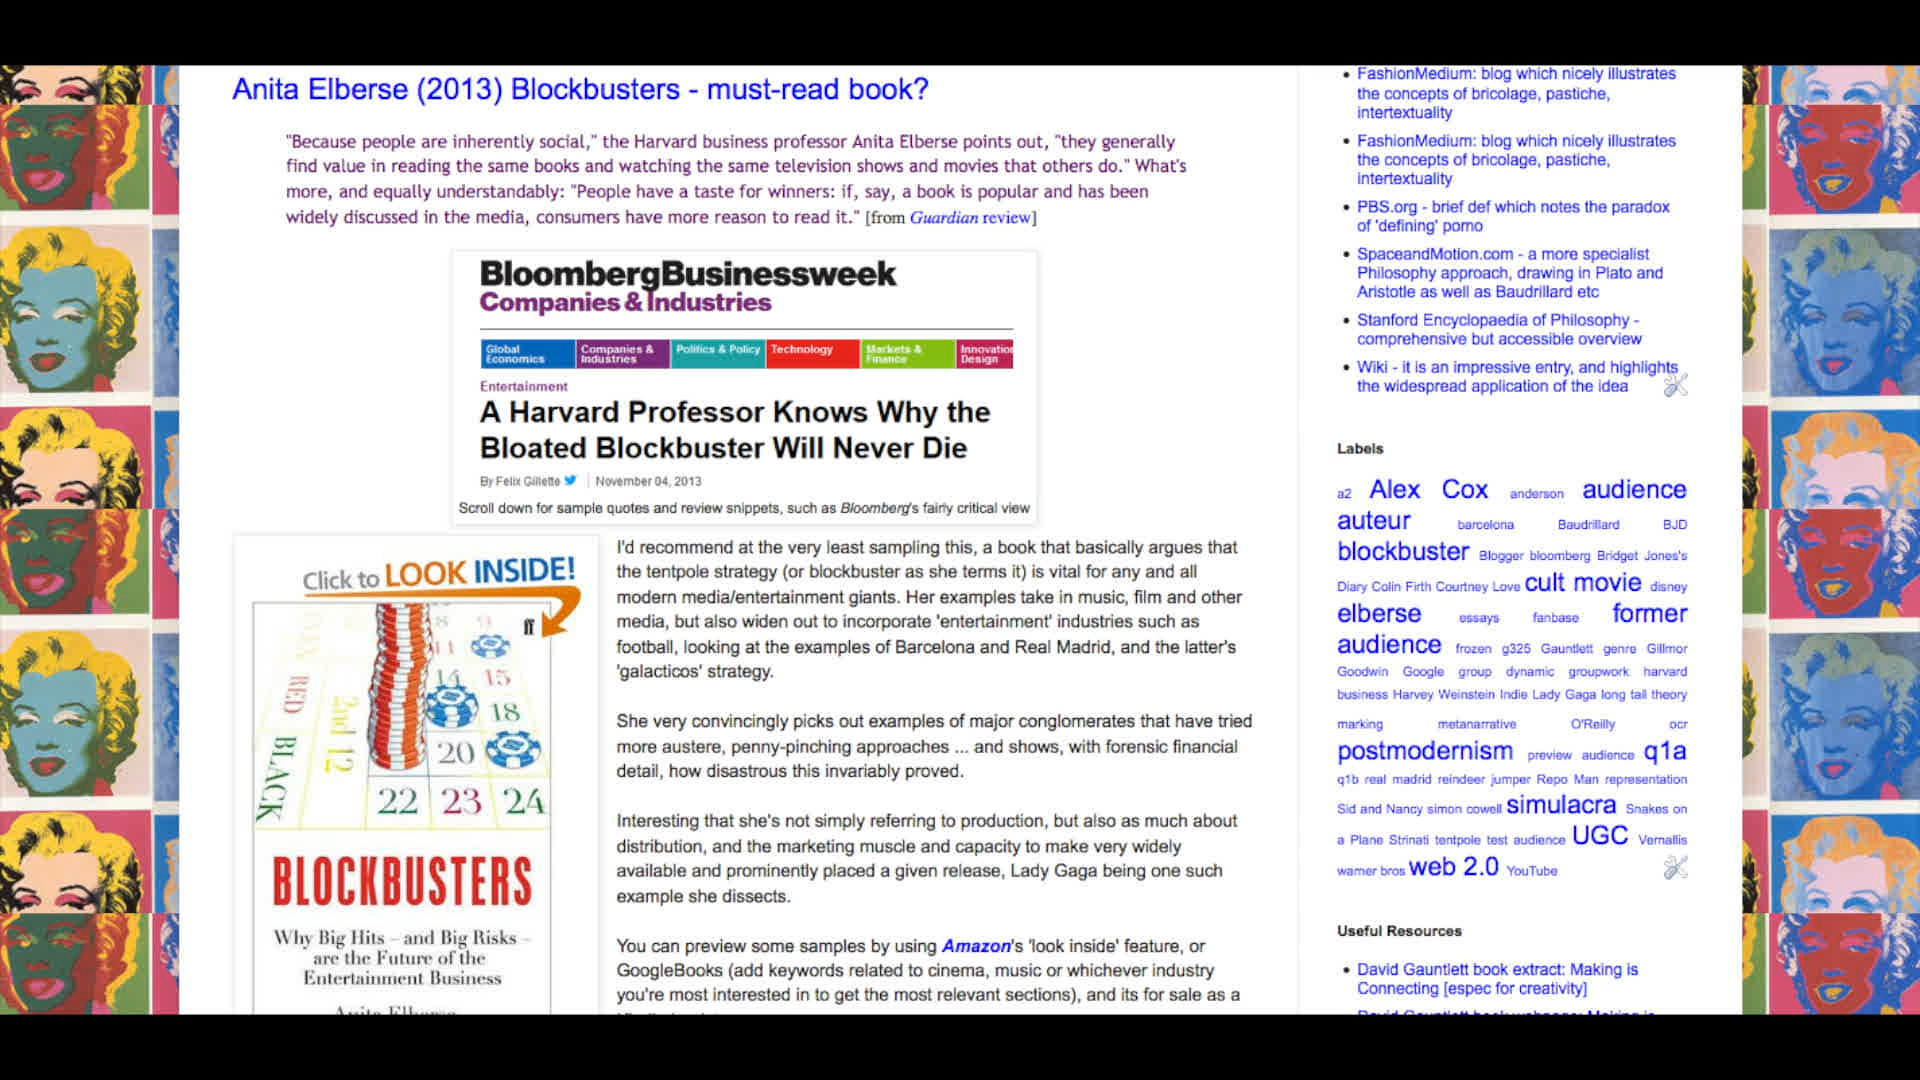 Anita Elberse (2013) Blockbusters - must-read book?
"Because people are inherently social," the Harvard business professor Anita Elberse points out, "they generally
find value in reading the same books and watching the same television shows and movies that others do." What's
more, and equally understandably: "People have a taste for winners: if, say, a book is popular and has been
widely discussed in the media, consumers have more reason to read it." [from Guardian review]
BloombergBusinessweek
Companies & Industries
Global Economics
Companies & Industries
Politics & Policy
Technology
Markets & Finance
Innovation Design
Entertainment
A Harvard Professor Knows Why the
Bloated Blockbuster Will Never Die
By Felix Gillette November 04, 2013
Scroll down for sample quotes and review snippets, such as Bloomberg's fairly critical view
Click to LOOK INSIDE!
ff
8 9
11
14 15
RED
2nd 12
18
BLACK
20
22 23 24
BLOCKBUSTERS
Why Big Hits – and Big Risks –
are the Future of the
Entertainment Business
Anita Elberse
I'd recommend at the very least sampling this, a book that basically argues that
the tentpole strategy (or blockbuster as she terms it) is vital for any and all
modern media/entertainment giants. Her examples take in music, film and other
media, but also widen out to incorporate 'entertainment' industries such as
football, looking at the examples of Barcelona and Real Madrid, and the latter's
'galacticos' strategy.
She very convincingly picks out examples of major conglomerates that have tried
more austere, penny-pinching approaches ... and shows, with forensic financial
detail, how disastrous this invariably proved.
Interesting that she's not simply referring to production, but also as much about
distribution, and the marketing muscle and capacity to make very widely
available and prominently placed a given release, Lady Gaga being one such
example she dissects.
You can preview some samples by using Amazon's 'look inside' feature, or
GoogleBooks (add keywords related to cinema, music or whichever industry
you're most interested in to get the most relevant sections), and its for sale as a
FashionMedium: blog which nicely illustrates
the concepts of bricolage, pastiche,
intertextuality
FashionMedium: blog which nicely illustrates
the concepts of bricolage, pastiche,
intertextuality
PBS.org - brief def which notes the paradox
of 'defining' pomo
SpaceandMotion.com - a more specialist
Philosophy approach, drawing in Plato and
Aristotle as well as Baudrillard etc
Stanford Encyclopaedia of Philosophy -
comprehensive but accessible overview
Wiki - it is an impressive entry, and highlights
the widespread application of the idea
Labels
a2 Alex Cox anderson audience
auteur barcelona Baudrillard BJD
blockbuster Blogger bloomberg Bridget Jones's
Diary Colin Firth Courtney Love cult movie disney
elberse essays fanbase former
audience frozen g325 Gauntlett genre Gillmor
Goodwin Google group dynamic groupwork harvard
business Harvey Weinstein Indie Lady Gaga long tail theory
marking metanarrative O'Reilly ocr
postmodernism preview audience q1a
q1b real madrid reindeer jumper Repo Man representation
Sid and Nancy simon cowell simulacra Snakes on
a Plane Strinati tentpole test audience UGC Vernallis
warner bros web 2.0 YouTube
Useful Resources
David Gauntlett book extract: Making is
Connecting [espec for creativity]
David Gauntlett book webpage: Making is